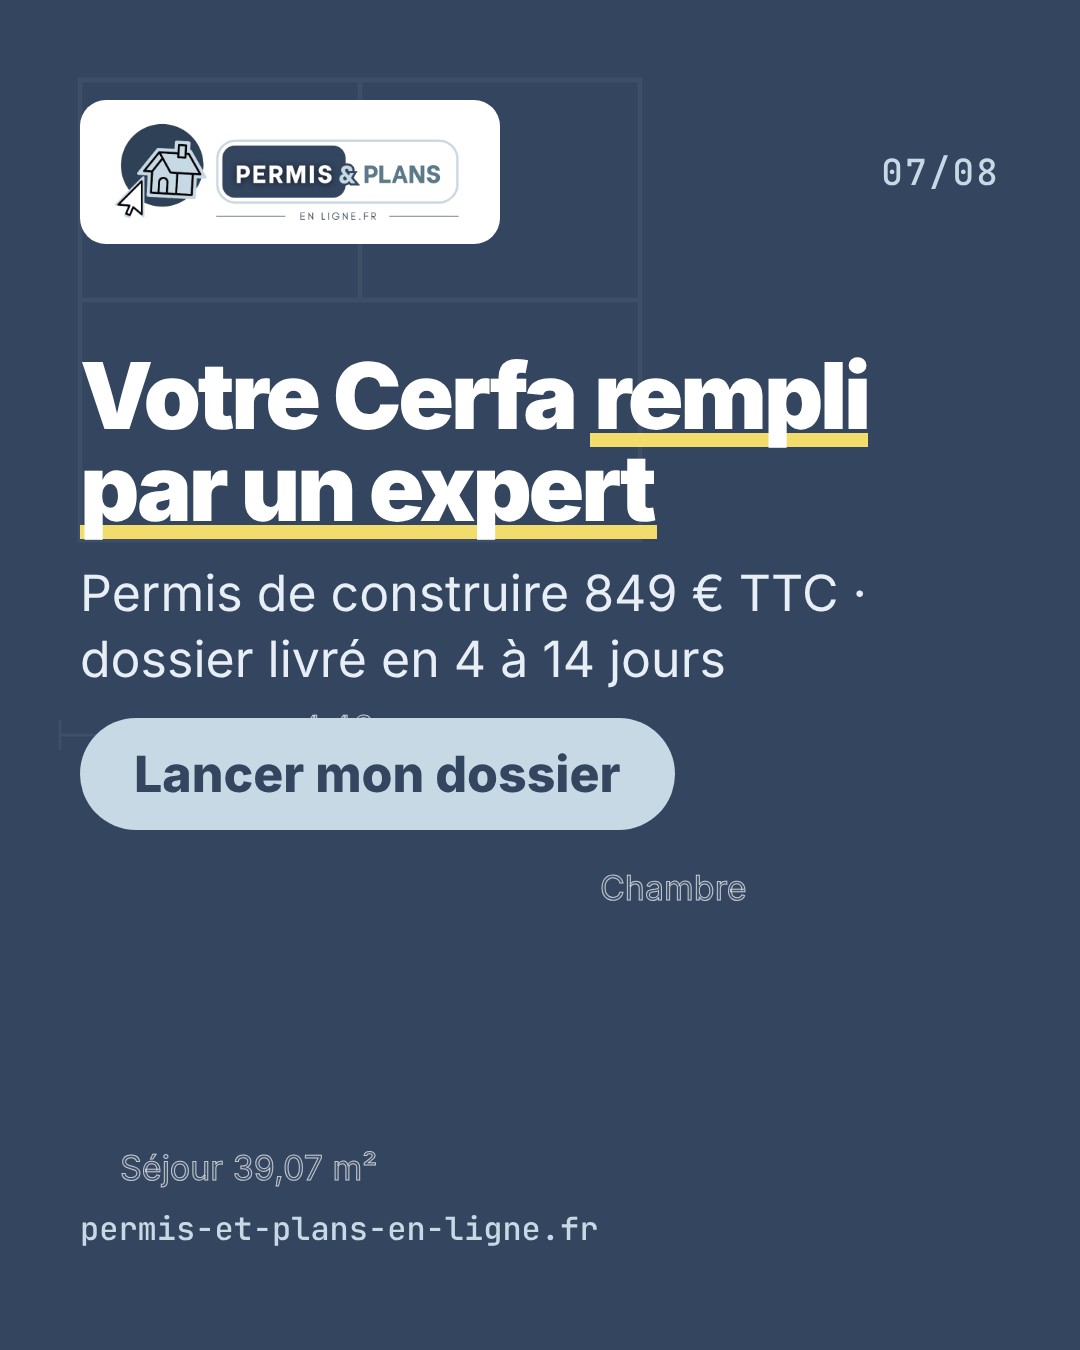 PERMIS & PLANS
EN LIGNE.FR
07/08
Votre Cerfa rempli
par un expert
Permis de construire 849 € TTC ·
dossier livré en 4 à 14 jours
Lancer mon dossier
Chambre
Séjour 39,07 m²
permis-et-plans-en-ligne.fr